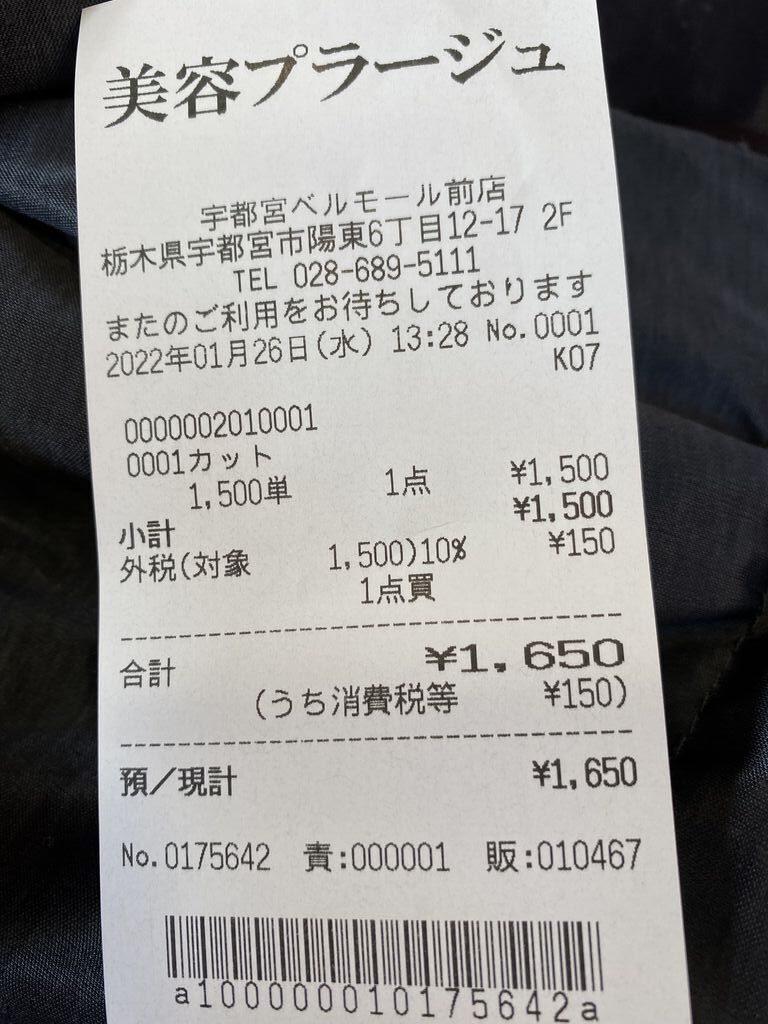 美容プラージュ
宇都宮ベルモール前店
栃木県宇都宮市陽東6丁目12-17 2F
TEL 028-689-5111
またのご利用をお待ちしております
2022年01月26日(水) 13:28 No.0001
K07
0000002010001
0001カット
1,500単 1点 ¥1,500
小計 ¥1,500
外税(対象 1,500)10% ¥150
1点買
合計 ¥1,650
(うち消費税等 ¥150)
預/現計 ¥1,650
No.0175642 責:000001 販:010467
a100000010175642a